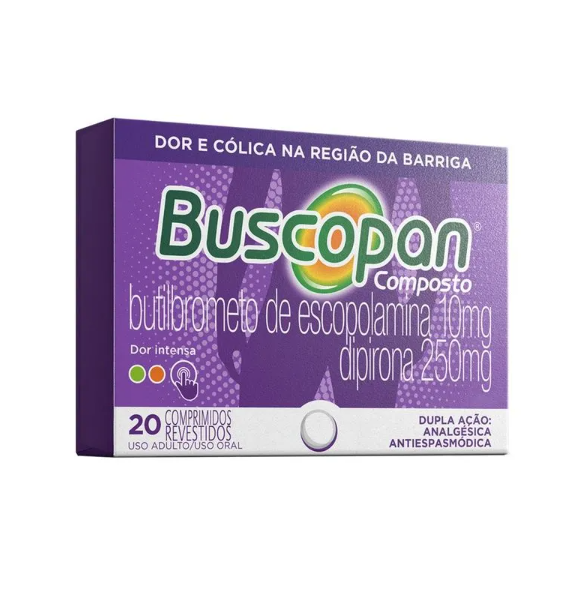 DOR E CÓLICA NA REGIÃO DA BARRIGA
Buscopan®
Composto
butilbrometo de escopolamina 10mg
dipirona 250mg
Dor intensa
20 COMPRIMIDOS
REVESTIDOS
USO ADULTO/USO ORAL
DUPLA AÇÃO:
ANALGÉSICA
ANTIESPASMÓDICA